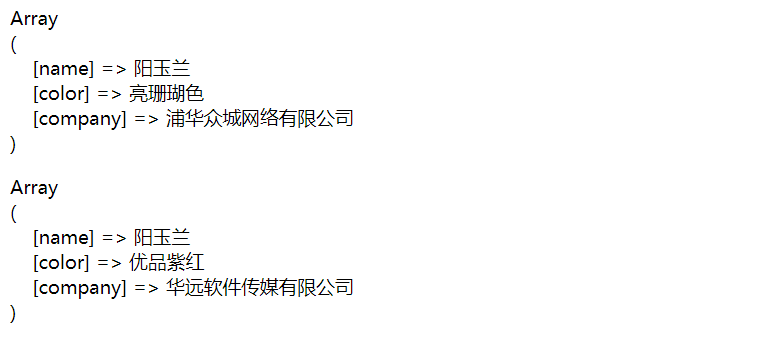 Array
(
    [name] => 阳玉兰
    [color] => 亮珊瑚色
    [company] => 浦华众城网络有限公司
)
Array
(
    [name] => 阳玉兰
    [color] => 优品紫红
    [company] => 华远软件传媒有限公司
)